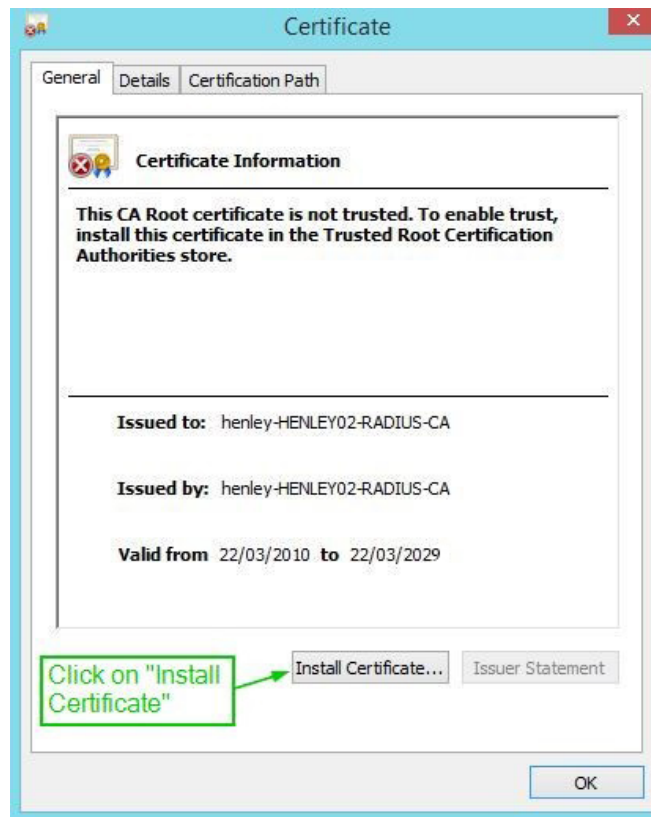 Certificate
General Details Certification Path
Certificate Information
This CA Root certificate is not trusted. To enable trust,
install this certificate in the Trusted Root Certification
Authorities store.
Issued to: henley-HENLEY02-RADIUS-CA
Issued by: henley-HENLEY02-RADIUS-CA
Valid from 22/03/2010 to 22/03/2029
Click on "Install
Certificate"
Install Certificate... Issuer Statement
OK